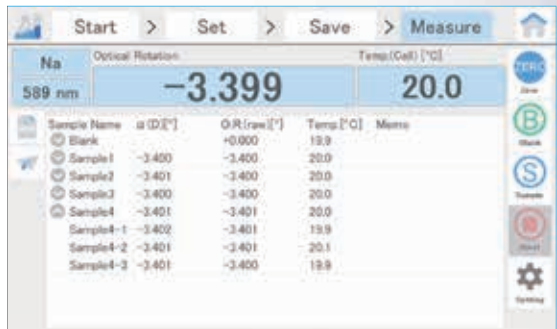 Start > Set > Save > Measure
Na
589 nm
Optical Rotation
-3.399
Temp.(Cell) [°C]
20.0
ZERO
Zero
B
Blank
S
Sample
Setting
Sample Name α (D)[°] O.R.(raw)[°] Temp.[°C] Memo
Blank +0.000 19.9
Sample1 -3.400 -3.400 20.0
Sample2 -3.401 -3.401 20.0
Sample3 -3.400 -3.400 20.0
Sample4 -3.401 -3.401 20.0
Sample4-1 -3.402 -3.401 19.9
Sample4-2 -3.401 -3.401 20.1
Sample4-3 -3.401 -3.400 19.9